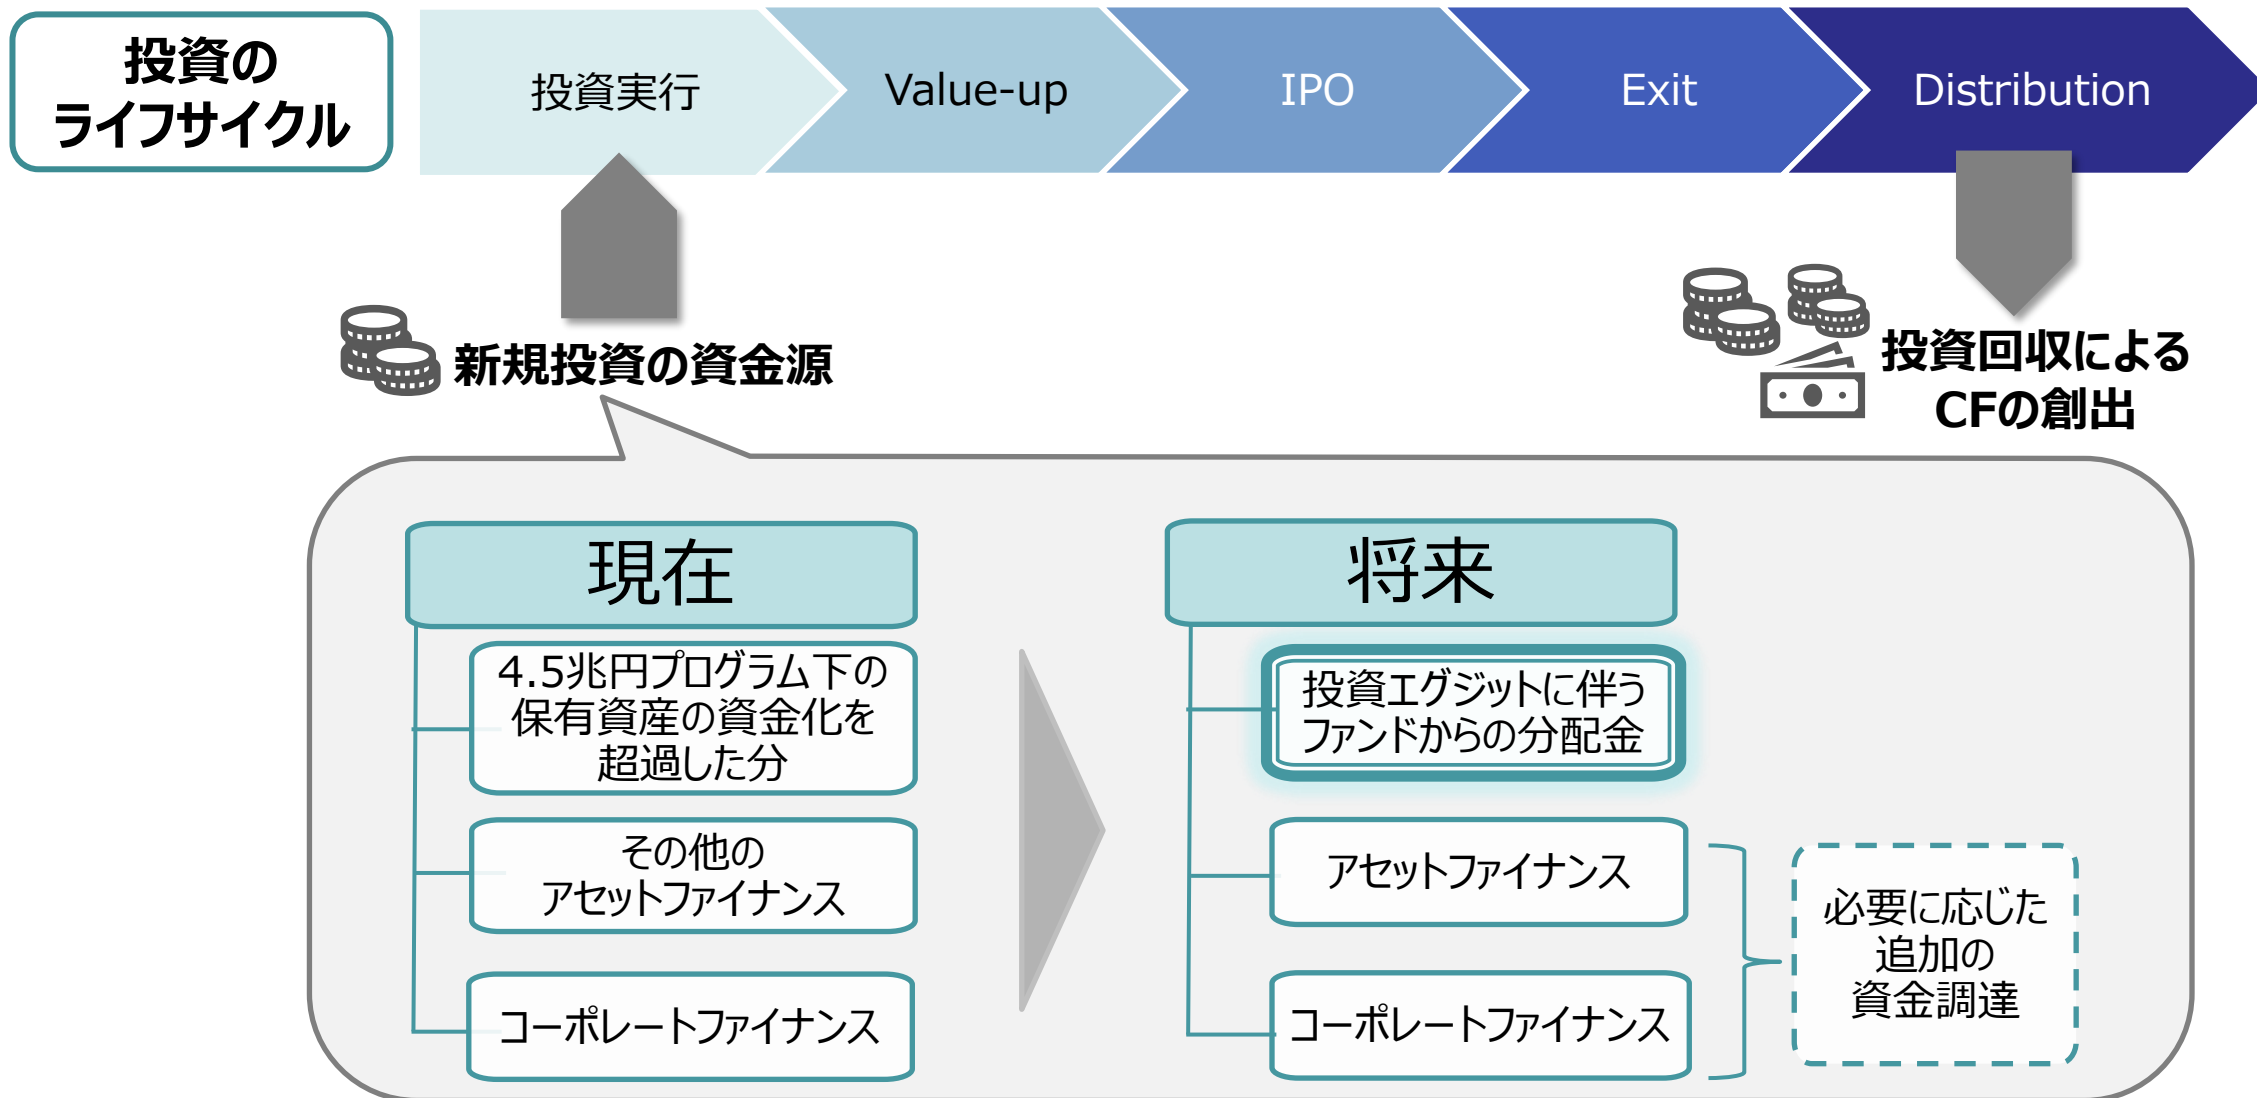 投資の
ライフサイクル
投資実行
Value-up
IPO
Exit
Distribution
新規投資の資金源
投資回収による
CFの創出
現在
4.5兆円プログラム下の
保有資産の資金化を
超過した分
その他の
アセットファイナンス
コーポレートファイナンス
将来
投資エグジットに伴う
ファンドからの分配金
アセットファイナンス
コーポレートファイナンス
必要に応じた
追加の
資金調達